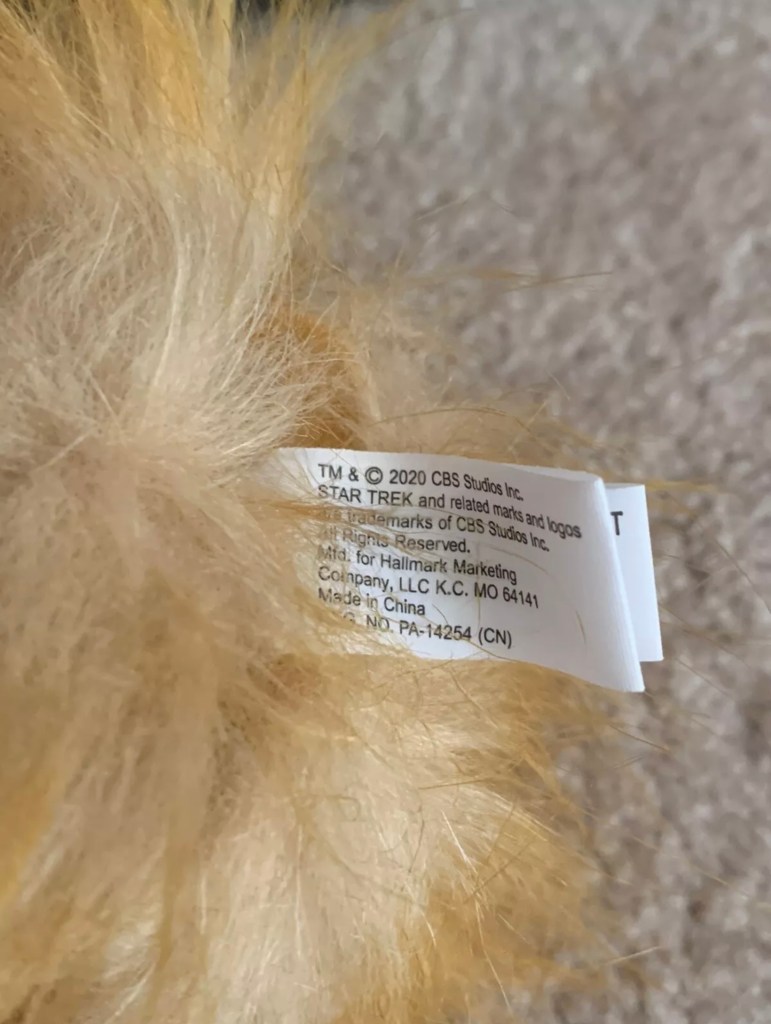 TM & © 2020 CBS Studios Inc.
STAR TREK and related marks and logos
are trademarks of CBS Studios Inc.
All Rights Reserved.
Mfd. for Hallmark Marketing
Company, LLC K.C. MO 64141
Made in China
NO. PA-14254 (CN)
T